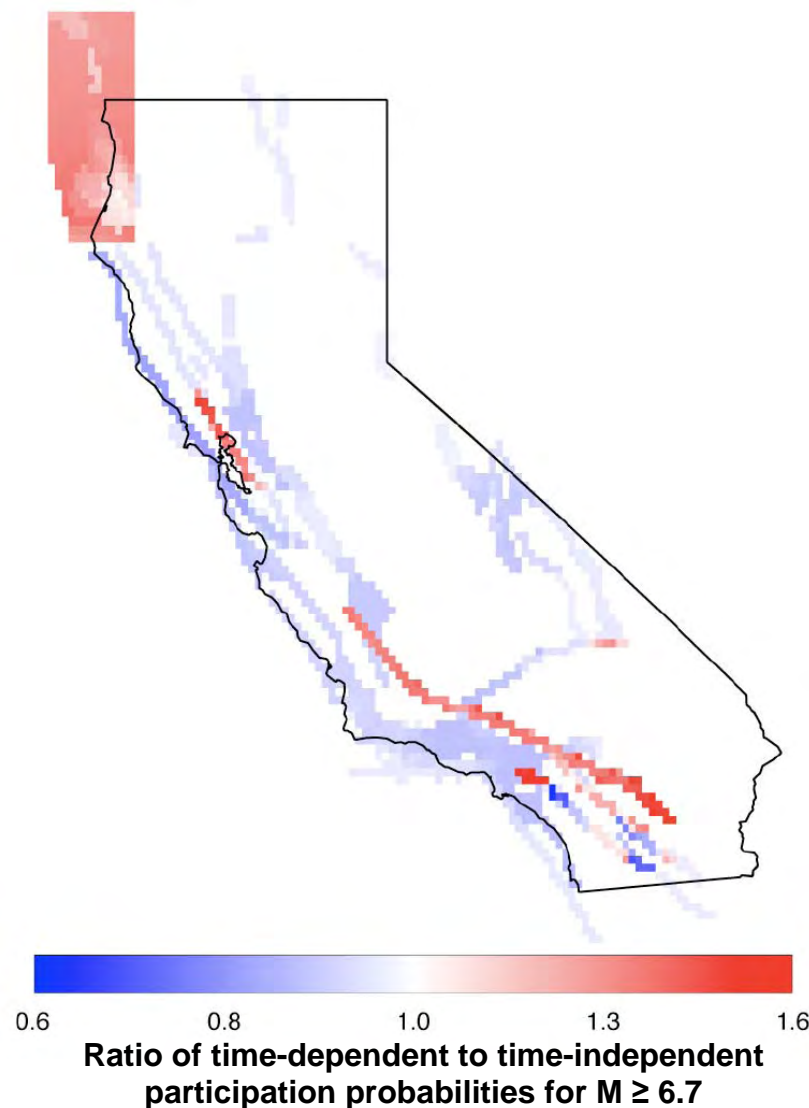 0.6 0.8 1.0 1.3 1.6
Ratio of time-dependent to time-independent
participation probabilities for M ≥ 6.7